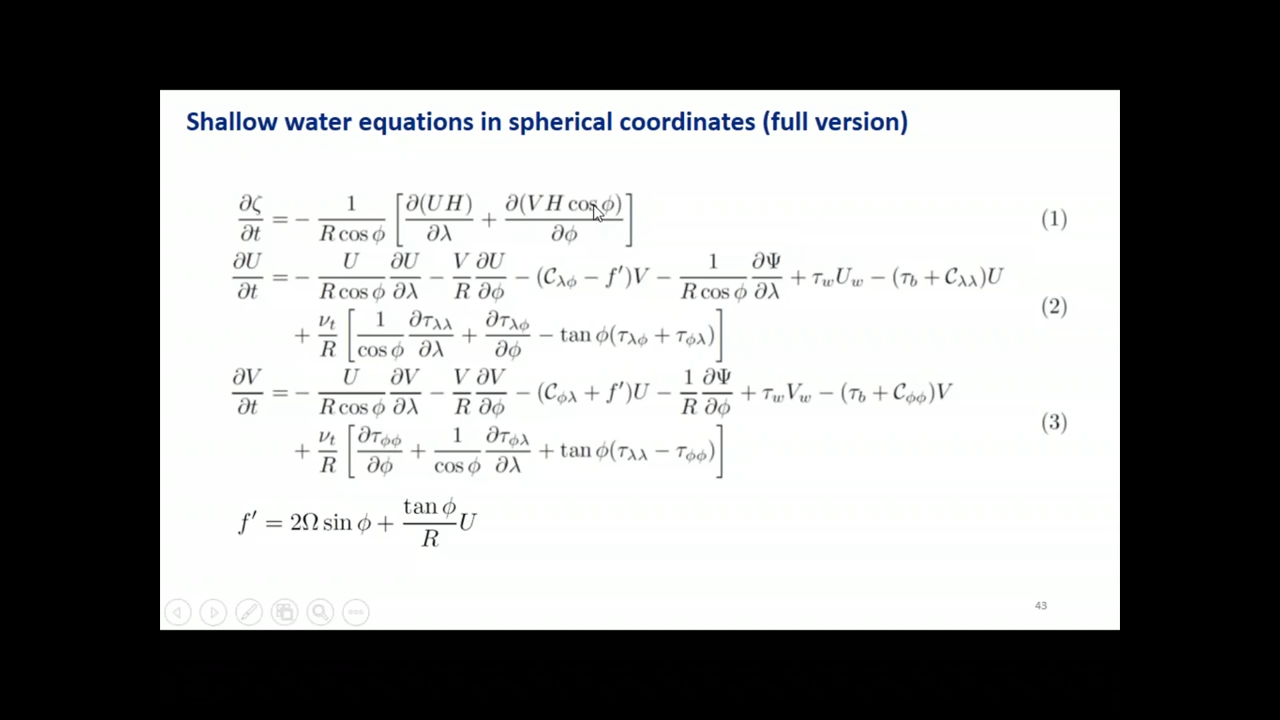 Shallow water equations in spherical coordinates (full version)
∂ζ/∂t = − 1/(R cos ϕ) [∂(UH)/∂λ + ∂(VH cos ϕ)/∂ϕ] (1)
∂U/∂t = − U/(R cos ϕ) ∂U/∂λ − V/R ∂U/∂ϕ − (𝒞_λϕ − f′)V − 1/(R cos ϕ) ∂Ψ/∂λ + τ_w U_w − (τ_b + 𝒞_λλ)U
+ ν_t/R [1/cos ϕ ∂τ_λλ/∂λ + ∂τ_λϕ/∂ϕ − tan ϕ(τ_λϕ + τ_ϕλ)] (2)
∂V/∂t = − U/(R cos ϕ) ∂V/∂λ − V/R ∂V/∂ϕ − (𝒞_ϕλ + f′)U − 1/R ∂Ψ/∂ϕ + τ_w V_w − (τ_b + 𝒞_ϕϕ)V
+ ν_t/R [∂τ_ϕϕ/∂ϕ + 1/cos ϕ ∂τ_ϕλ/∂λ + tan ϕ(τ_λλ − τ_ϕϕ)] (3)
f′ = 2Ω sin ϕ + tan ϕ/R U
43